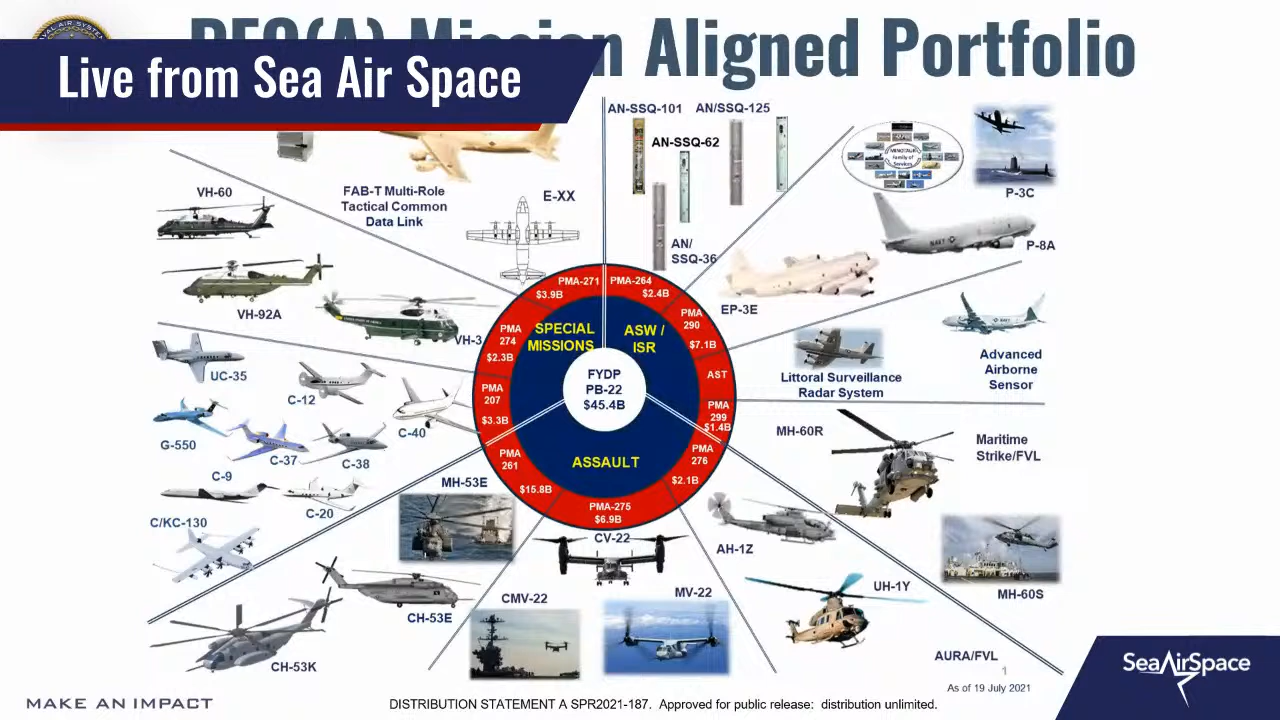 Mission Aligned Portfolio
Live from Sea Air Space
AN-SSQ-101
AN/SSQ-125
AN-SSQ-62
AN/
SSQ-36
P-3C
P-8A
EP-3E
Advanced
Airborne
Sensor
Littoral Surveillance
Radar System
MH-60R
Maritime
Strike/FVL
MH-60S
AH-1Z
UH-1Y
AURA/FVL
VH-60
FAB-T Multi-Role
Tactical Common
Data Link
E-XX
VH-92A
VH-3
UC-35
C-12
G-550
C-37
C-38
C-40
C-9
C-20
C/KC-130
MH-53E
CH-53E
CH-53K
CMV-22
CV-22
MV-22
PMA-271
$3.9B
PMA-264
$2.4B
PMA
290
$7.1B
AST
PMA
299
$1.4B
PMA
276
$2.1B
PMA-275
$6.9B
PMA
261
$15.8B
PMA
207
$3.3B
PMA
274
$2.3B
SPECIAL
MISSIONS
ASW /
ISR
ASSAULT
FYDP
PB-22
$45.4B
1
As of 19 July 2021
SeaAirSpace
MAKE AN IMPACT
DISTRIBUTION STATEMENT A SPR2021-187. Approved for public release: distribution unlimited.